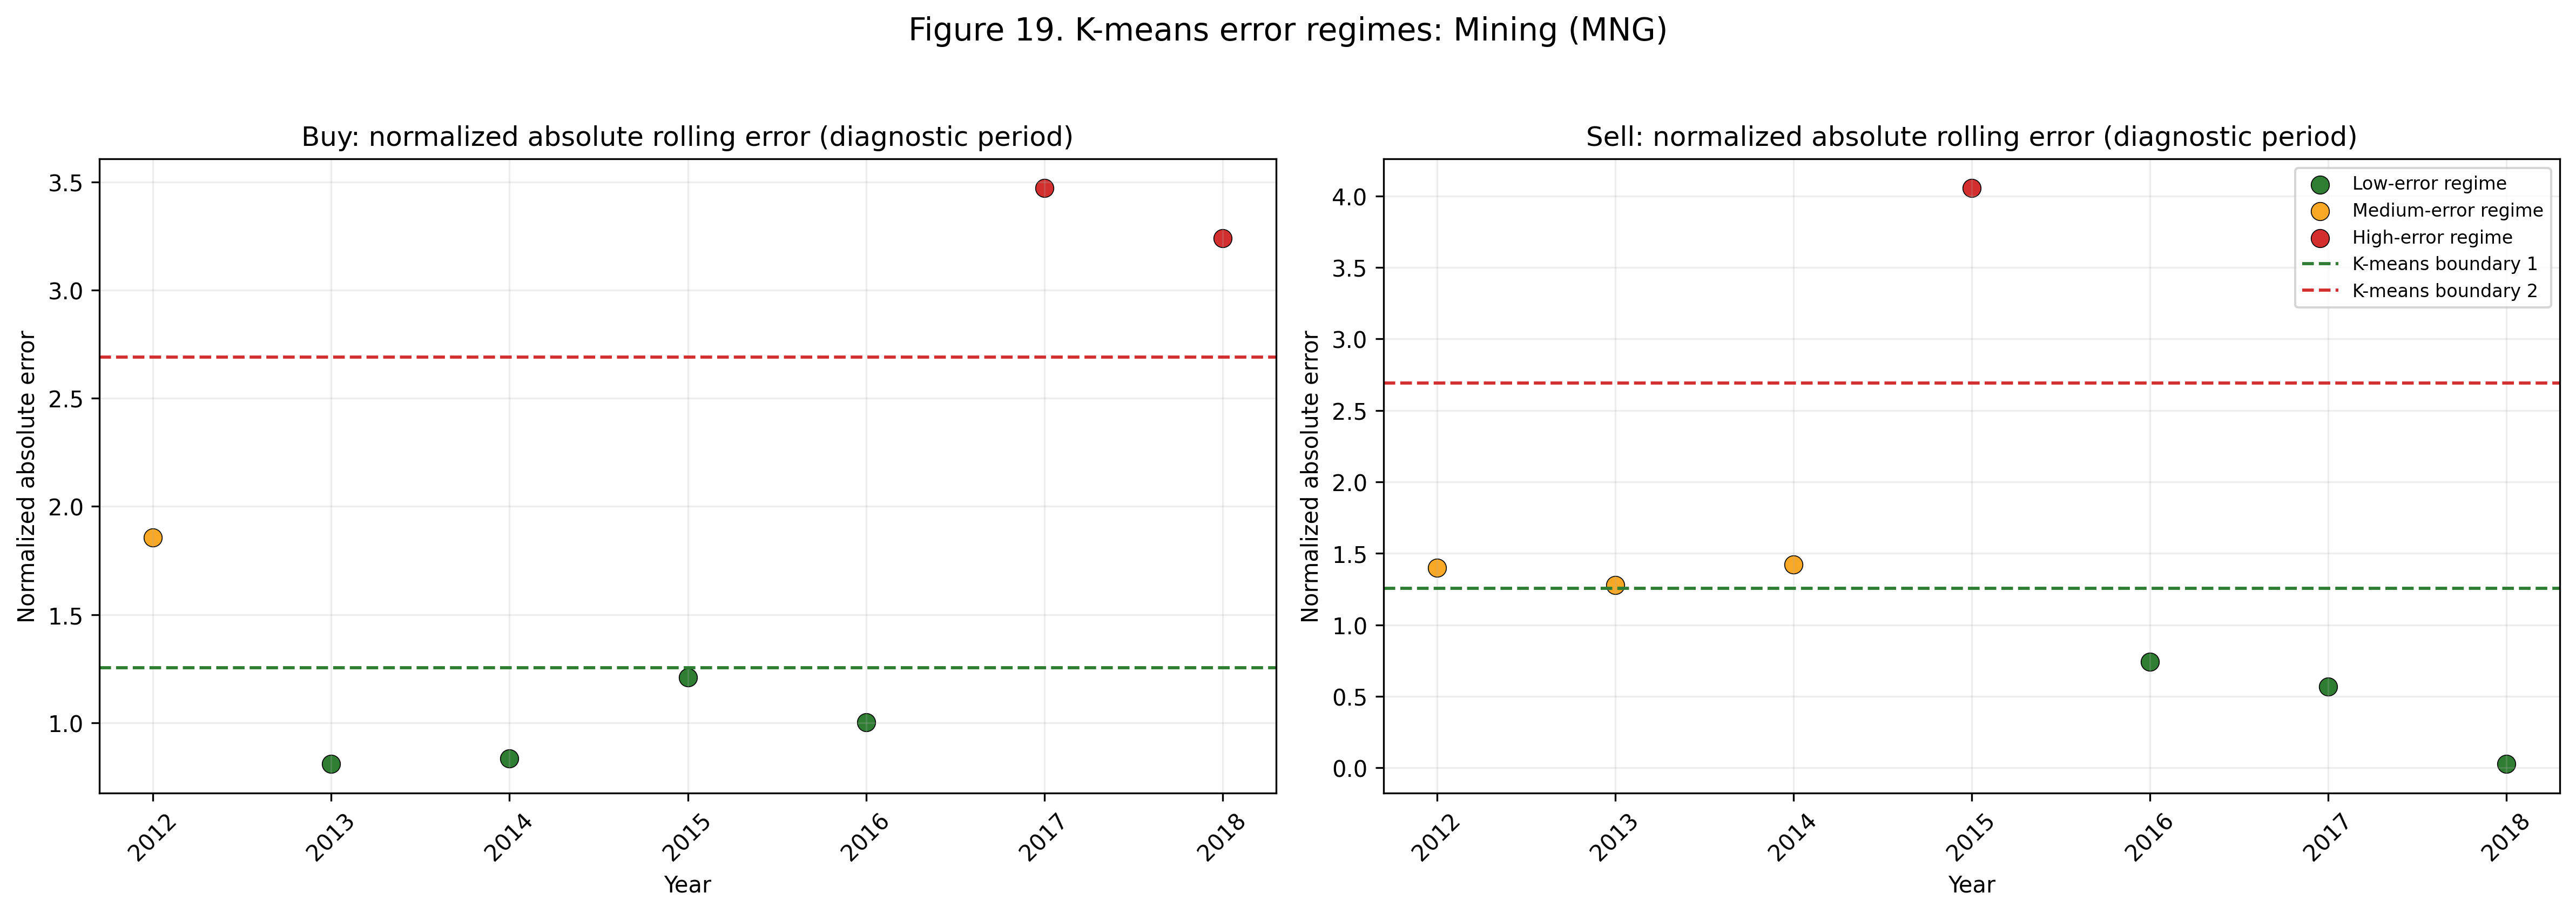 Figure 19. K-means error regimes: Mining (MNG)
Buy: normalized absolute rolling error (diagnostic period)
Normalized absolute error
3.5
3.0
2.5
2.0
1.5
1.0
2012
2013
2014
2015
2016
2017
2018
Year
Sell: normalized absolute rolling error (diagnostic period)
Normalized absolute error
4.0
3.5
3.0
2.5
2.0
1.5
1.0
0.5
0.0
2012
2013
2014
2015
2016
2017
2018
Year
Low-error regime
Medium-error regime
High-error regime
K-means boundary 1
K-means boundary 2